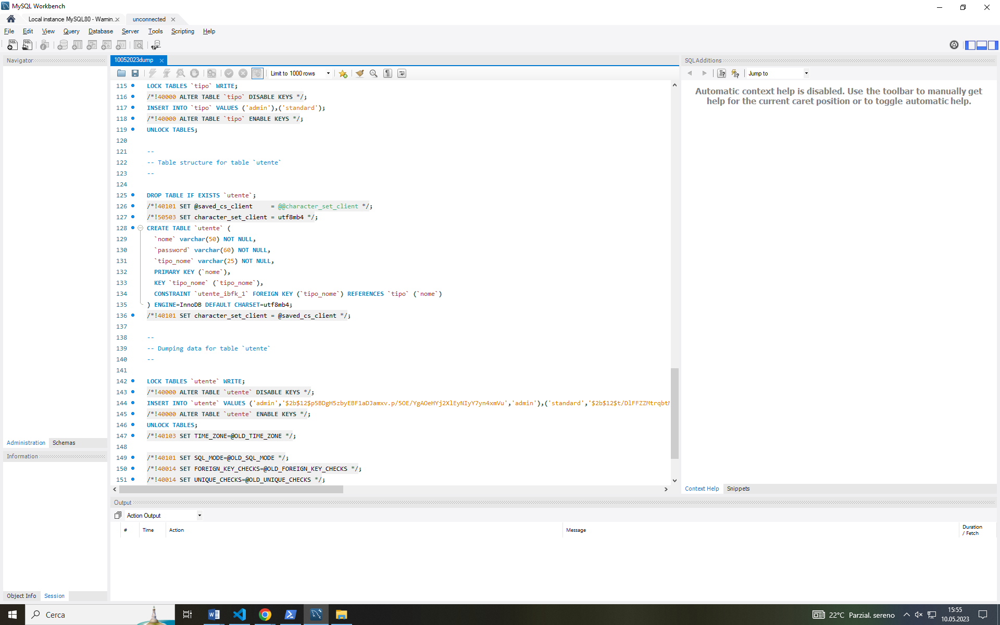 MySQL Workbench
Local instance MySQL80 - Warnin...
unconnected
File Edit View Query Database Server Tools Scripting Help
Navigator
10052023dump
SQLAdditions
Limit to 1000 rows
Jump to
115 LOCK TABLES `tipo` WRITE;
116 /*!40000 ALTER TABLE `tipo` DISABLE KEYS */;
117 INSERT INTO `tipo` VALUES ('admin'),('standard');
118 /*!40000 ALTER TABLE `tipo` ENABLE KEYS */;
119 UNLOCK TABLES;
120
121 --
122 -- Table structure for table `utente`
123 --
124
125 DROP TABLE IF EXISTS `utente`;
126 /*!40101 SET @saved_cs_client     = @@character_set_client */;
127 /*!50503 SET character_set_client = utf8mb4 */;
128 CREATE TABLE `utente` (
129   `nome` varchar(50) NOT NULL,
130   `password` varchar(60) NOT NULL,
131   `tipo_nome` varchar(25) NOT NULL,
132   PRIMARY KEY (`nome`),
133   KEY `tipo_nome` (`tipo_nome`),
134   CONSTRAINT `utente_ibfk_1` FOREIGN KEY (`tipo_nome`) REFERENCES `tipo` (`nome`)
135 ) ENGINE=InnoDB DEFAULT CHARSET=utf8mb4;
136 /*!40101 SET character_set_client = @saved_cs_client */;
137
138 --
139 -- Dumping data for table `utente`
140 --
141
142 LOCK TABLES `utente` WRITE;
143 /*!40000 ALTER TABLE `utente` DISABLE KEYS */;
144 INSERT INTO `utente` VALUES ('admin','$2b$12$p5BDgH5zbyEBF1aDJamxv.p/5OE/YgAOeHYj2XlEyNIyY7yn4xmVu','admin'),('standard','$2b$12$t/DlFFZZMtrqbt
145 /*!40000 ALTER TABLE `utente` ENABLE KEYS */;
146 UNLOCK TABLES;
147 /*!40103 SET TIME_ZONE=@OLD_TIME_ZONE */;
148
149 /*!40101 SET SQL_MODE=@OLD_SQL_MODE */;
150 /*!40014 SET FOREIGN_KEY_CHECKS=@OLD_FOREIGN_KEY_CHECKS */;
151 /*!40014 SET UNIQUE_CHECKS=@OLD_UNIQUE_CHECKS */;
Automatic context help is disabled. Use the toolbar to manually get
help for the current caret position or to toggle automatic help.
Administration Schemas
Information
Context Help Snippets
Output
Action Output
# Time Action Message Duration / Fetch
Object Info Session
Cerca
22°C Parzial. sereno
15:55
10.05.2023